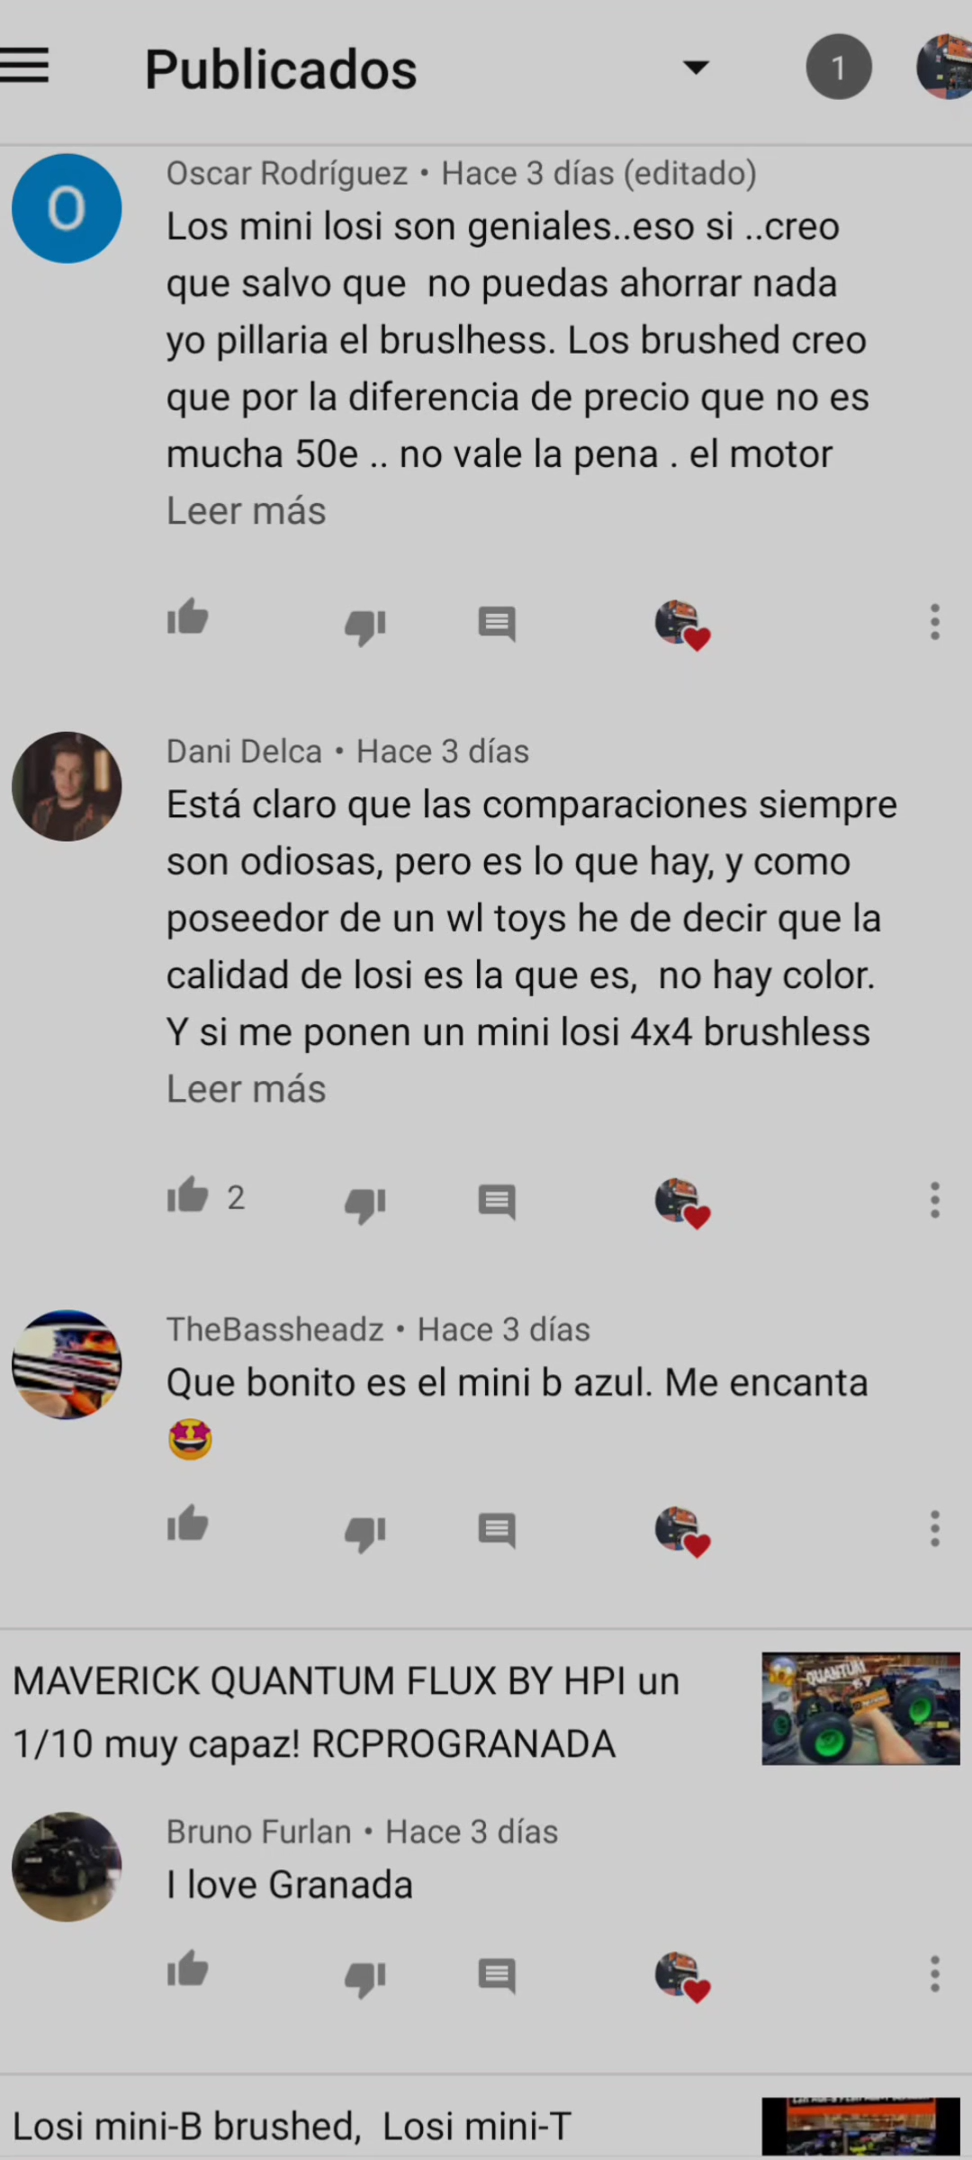 Publicados
1
O
Oscar Rodríguez • Hace 3 días (editado)
Los mini losi son geniales..eso si ..creo
que salvo que  no puedas ahorrar nada
yo pillaria el bruslhess. Los brushed creo
que por la diferencia de precio que no es
mucha 50e .. no vale la pena . el motor
Leer más
Dani Delca • Hace 3 días
Está claro que las comparaciones siempre
son odiosas, pero es lo que hay, y como
poseedor de un wl toys he de decir que la
calidad de losi es la que es,  no hay color.
Y si me ponen un mini losi 4x4 brushless
Leer más
2
TheBassheadz • Hace 3 días
Que bonito es el mini b azul. Me encanta
🤩
MAVERICK QUANTUM FLUX BY HPI un
1/10 muy capaz! RCPROGRANADA
QUANTUM
Bruno Furlan • Hace 3 días
I love Granada
Losi mini-B brushed,  Losi mini-T